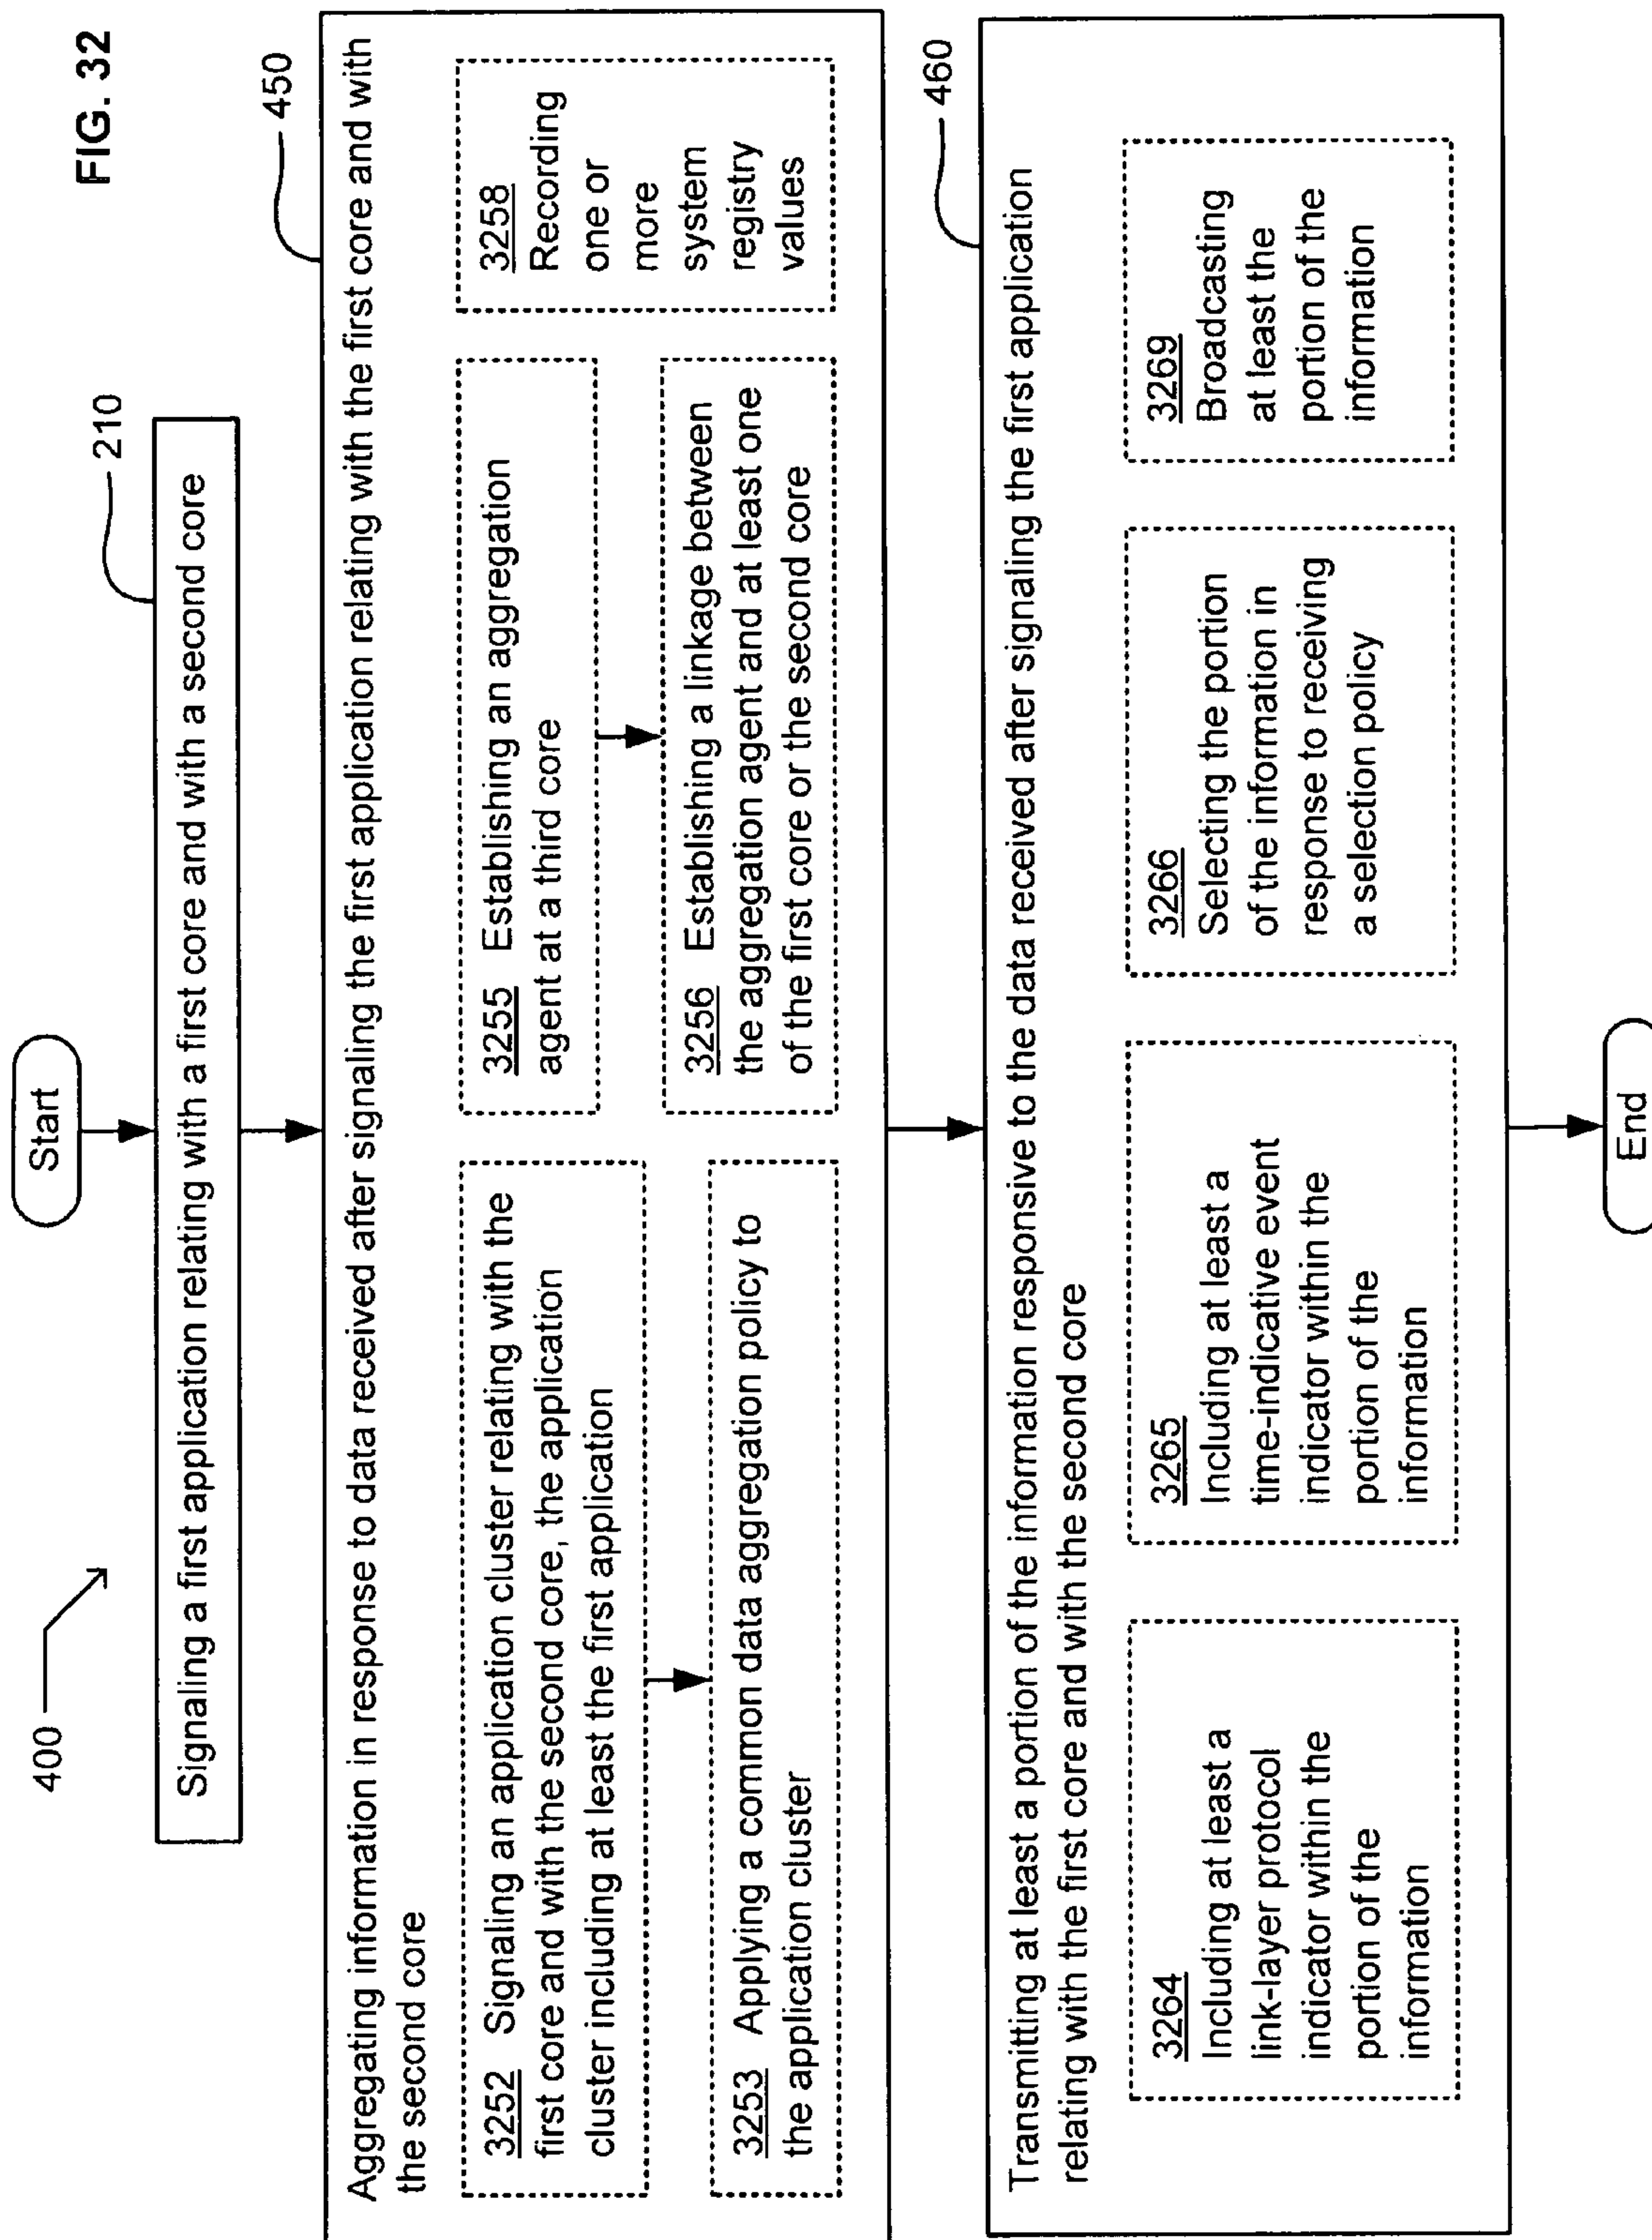 FIG. 32
400
Start
210
Signaling a first application relating with a first core and with a second core
450
Aggregating information in response to data received after signaling the first application relating with the first core and with
the second core
3252 Signaling an application cluster relating with the
first core and with the second core, the application
cluster including at least the first application
3253 Applying a common data aggregation policy to
the application cluster
3255 Establishing an aggregation
agent at a third core
3256 Establishing a linkage between
the aggregation agent and at least one
of the first core or the second core
3258
Recording
one or
more
system
registry
values
460
Transmitting at least a portion of the information responsive to the data received after signaling the first application
relating with the first core and with the second core
3264
Including at least a
link-layer protocol
indicator within the
portion of the
information
3265
Including at least a
time-indicative event
indicator within the
portion of the
information
3266
Selecting the portion
of the information in
response to receiving
a selection policy
3269
Broadcasting
at least the
portion of the
information
End